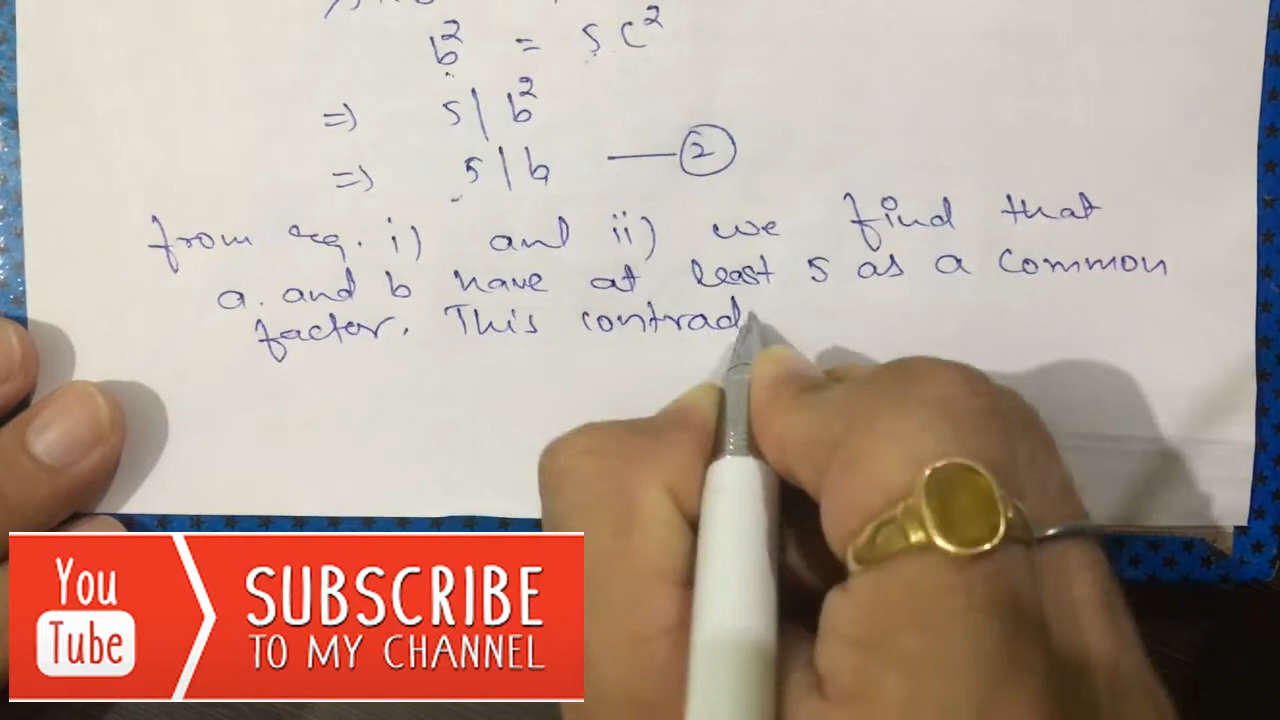 b² = 5c²
=> 5 | b²
=> 5 | b —— ②
from eq. i) and ii) we find that
a. and b have at least 5 as a common
factor. This contrad
You Tube
SUBSCRIBE
TO MY CHANNEL